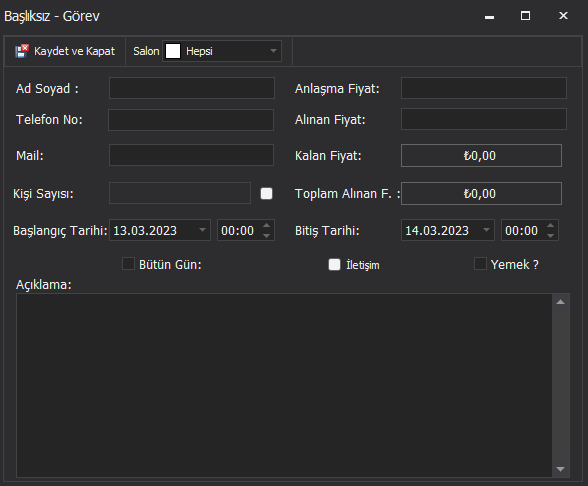 Başlıksız - Görev
Kaydet ve Kapat Salon Hepsi
Ad Soyad : Anlaşma Fiyat:
Telefon No: Alınan Fiyat:
Mail: Kalan Fiyat: ₺0,00
Kişi Sayısı: Toplam Alınan F. : ₺0,00
Başlangıç Tarihi: 13.03.2023 00:00 Bitiş Tarihi: 14.03.2023 00:00
Bütün Gün: İletişim Yemek ?
Açıklama: